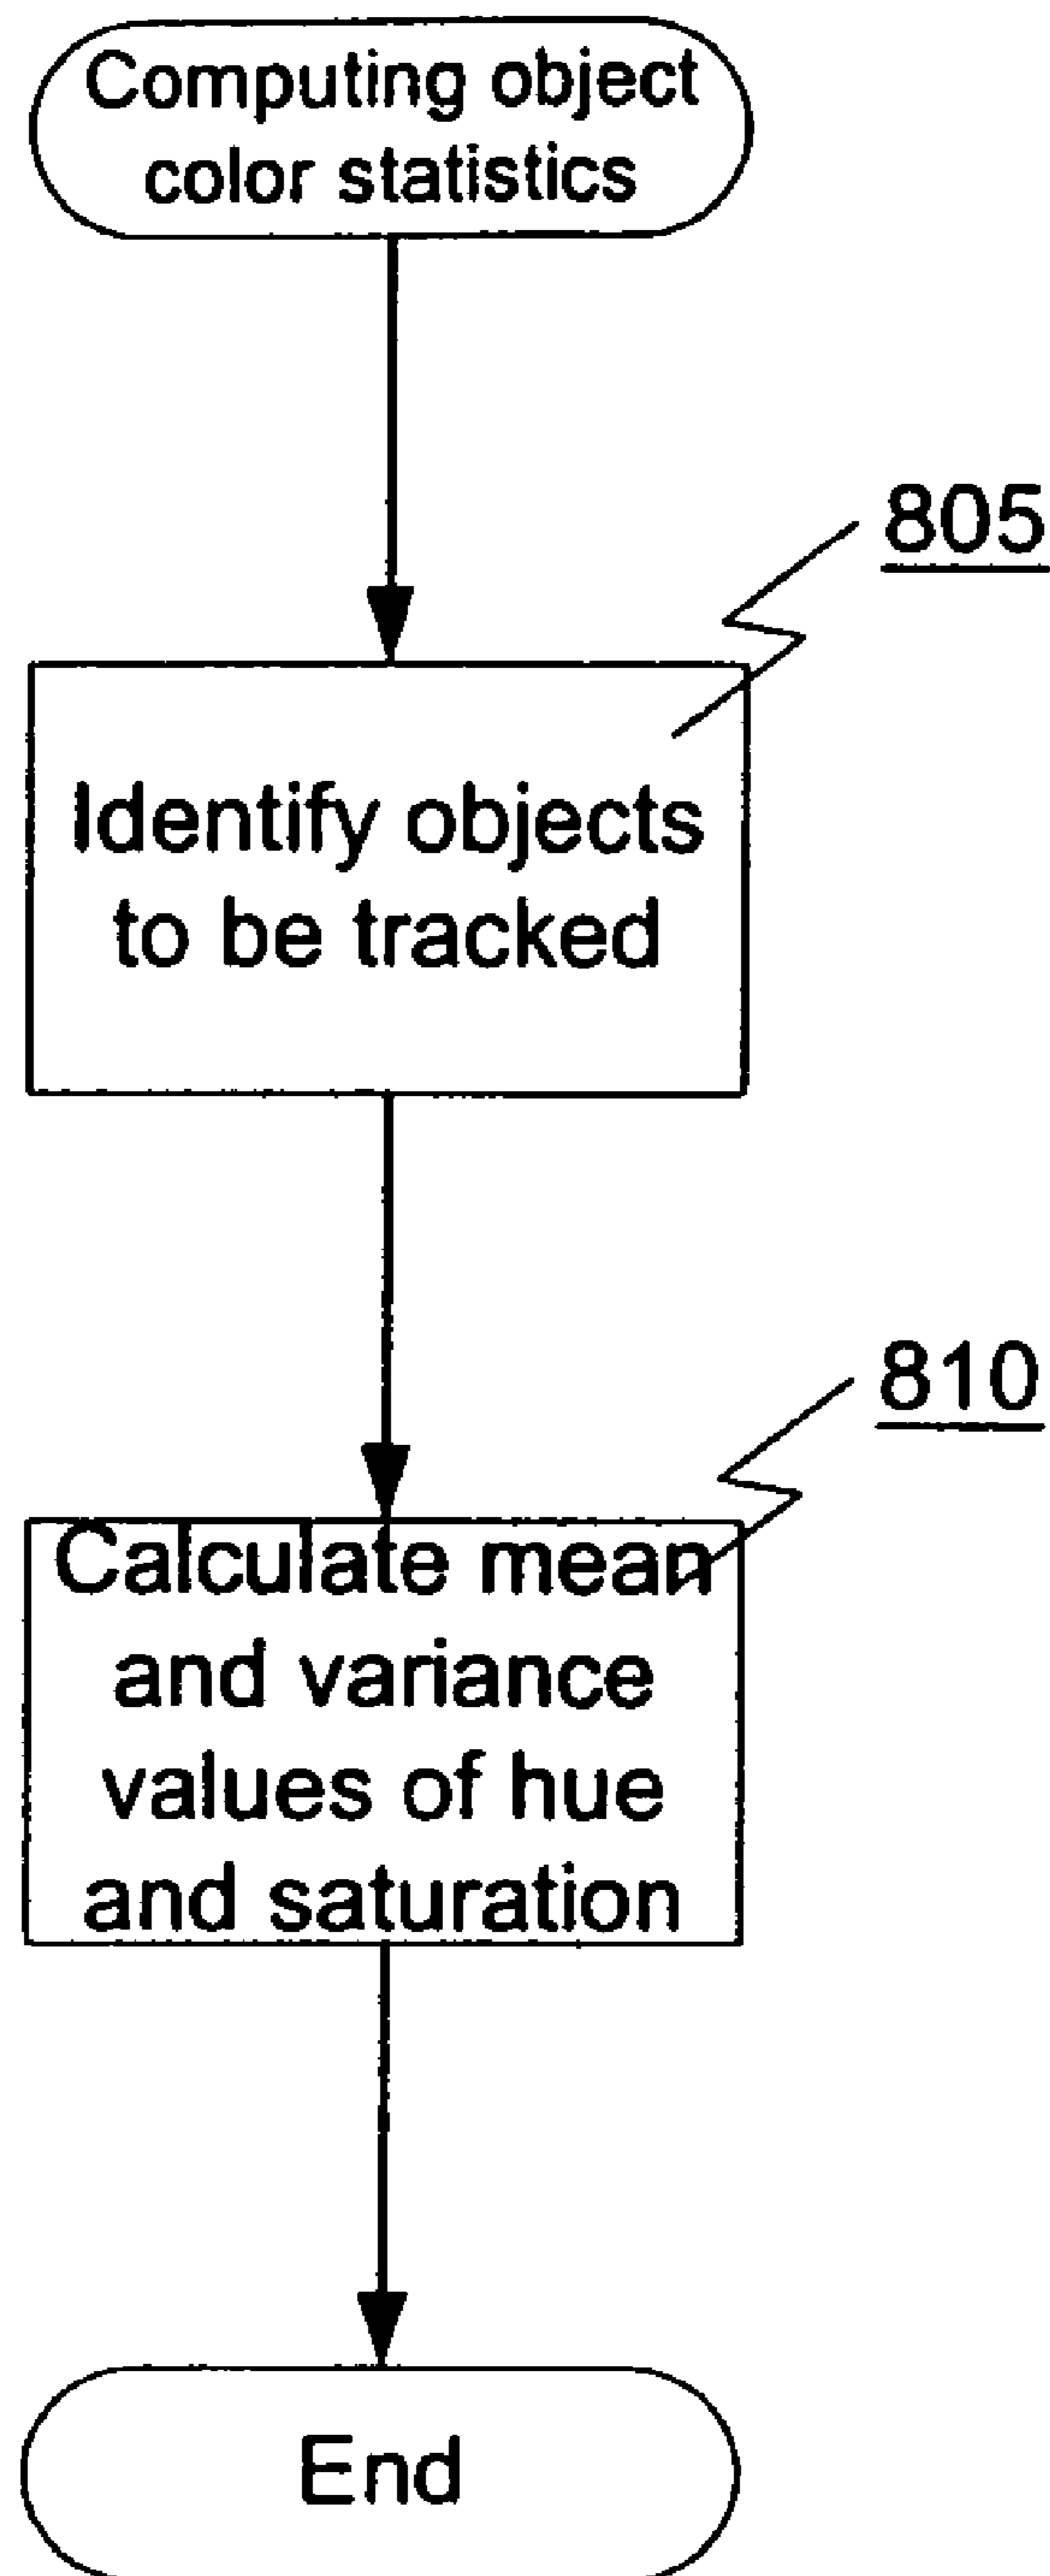 Computing object
color statistics
805
Identify objects
to be tracked
810
Calculate mean
and variance
values of hue
and saturation
End